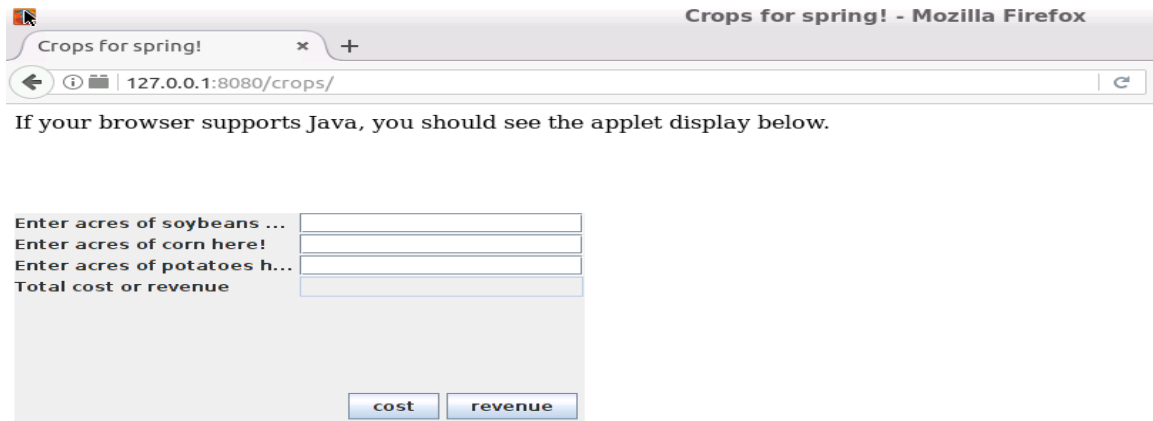 Crops for spring! - Mozilla Firefox
Crops for spring! × +
127.0.0.1:8080/crops/
If your browser supports Java, you should see the applet display below.
Enter acres of soybeans ...
Enter acres of corn here!
Enter acres of potatoes h...
Total cost or revenue
cost revenue